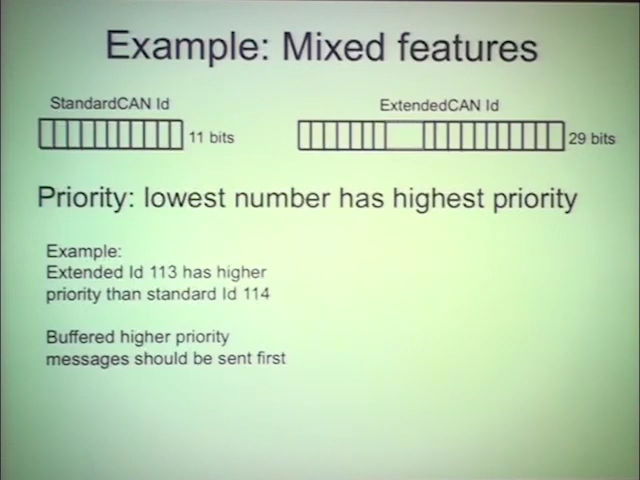 Example: Mixed features
StandardCAN Id
ExtendedCAN Id
11 bits
29 bits
Priority: lowest number has highest priority
Example:
Extended Id 113 has higher
priority than standard Id 114
Buffered higher priority
messages should be sent first